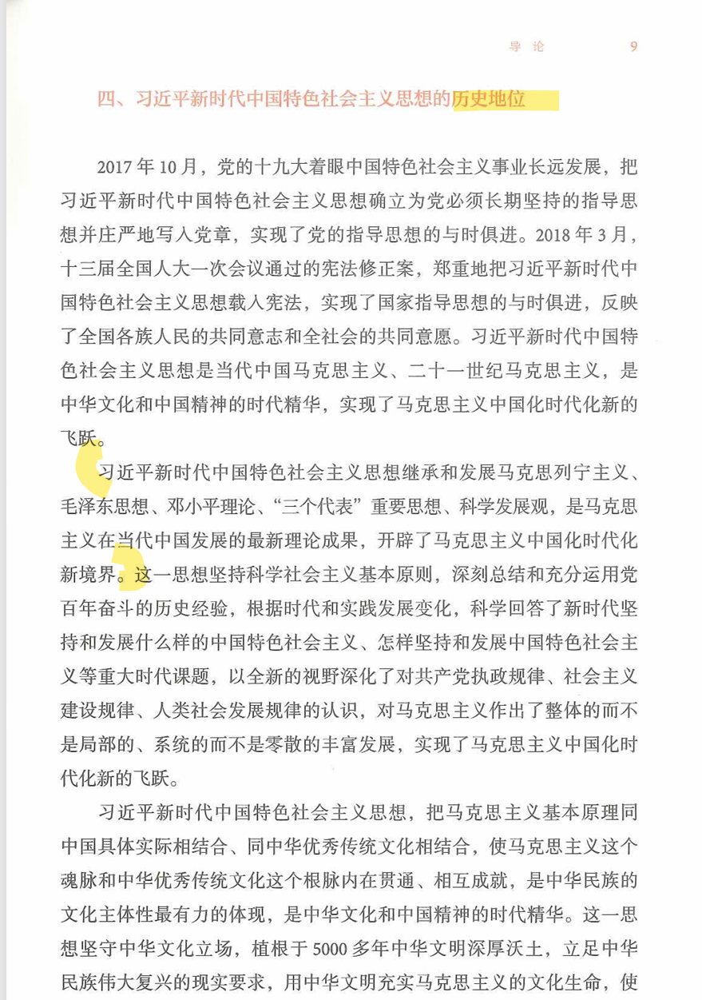 导 论 9
四、习近平新时代中国特色社会主义思想的历史地位
2017 年 10 月，党的十九大着眼中国特色社会主义事业长远发展，把
习近平新时代中国特色社会主义思想确立为党必须长期坚持的指导思
想并庄严地写入党章，实现了党的指导思想的与时俱进。2018 年 3 月，
十三届全国人大一次会议通过的宪法修正案，郑重地把习近平新时代中
国特色社会主义思想载入宪法，实现了国家指导思想的与时俱进，反映
了全国各族人民的共同意志和全社会的共同意愿。习近平新时代中国特
色社会主义思想是当代中国马克思主义、二十一世纪马克思主义，是
中华文化和中国精神的时代精华，实现了马克思主义中国化时代化新的
飞跃。
习近平新时代中国特色社会主义思想继承和发展马克思列宁主义、
毛泽东思想、邓小平理论、“三个代表”重要思想、科学发展观，是马克思
主义在当代中国发展的最新理论成果，开辟了马克思主义中国化时代化
新境界。这一思想坚持科学社会主义基本原则，深刻总结和充分运用党
百年奋斗的历史经验，根据时代和实践发展变化，科学回答了新时代坚
持和发展什么样的中国特色社会主义、怎样坚持和发展中国特色社会主
义等重大时代课题，以全新的视野深化了对共产党执政规律、社会主义
建设规律、人类社会发展规律的认识，对马克思主义作出了整体的而不
是局部的、系统的而不是零散的丰富发展，实现了马克思主义中国化时
代化新的飞跃。
习近平新时代中国特色社会主义思想，把马克思主义基本原理同
中国具体实际相结合、同中华优秀传统文化相结合，使马克思主义这个
魂脉和中华优秀传统文化这个根脉内在贯通、相互成就，是中华民族的
文化主体性最有力的体现，是中华文化和中国精神的时代精华。这一思
想坚守中华文化立场，植根于 5000 多年中华文明深厚沃土，立足中华
民族伟大复兴的现实要求，用中华文明充实马克思主义的文化生命，使